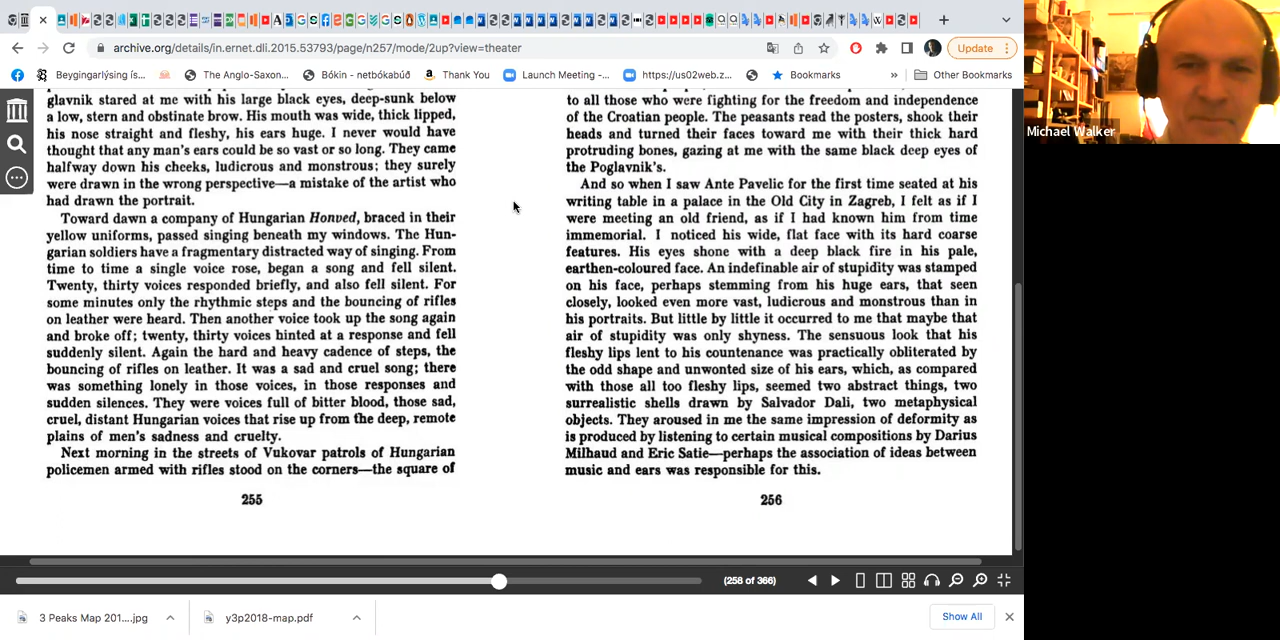 archive.org/details/in.ernet.dli.2015.53793/page/n257/mode/2up?view=theater
Update
Beygingarlýsing ís...
The Anglo-Saxon...
Bókin - netbókabúð
Thank You
Launch Meeting -...
https://us02web.z...
Bookmarks
»
Other Bookmarks
Michael Walker
glavnik stared at me with his large black eyes, deep-sunk below
a low, stern and obstinate brow. His mouth was wide, thick lipped,
his nose straight and fleshy, his ears huge. I never would have
thought that any man's ears could be so vast or so long. They came
halfway down his cheeks, ludicrous and monstrous; they surely
were drawn in the wrong perspective—a mistake of the artist who
had drawn the portrait.
Toward dawn a company of Hungarian Honved, braced in their
yellow uniforms, passed singing beneath my windows. The Hun-
garian soldiers have a fragmentary distracted way of singing. From
time to time a single voice rose, began a song and fell silent.
Twenty, thirty voices responded briefly, and also fell silent. For
some minutes only the rhythmic steps and the bouncing of rifles
on leather were heard. Then another voice took up the song again
and broke off; twenty, thirty voices hinted at a response and fell
suddenly silent. Again the hard and heavy cadence of steps, the
bouncing of rifles on leather. It was a sad and cruel song; there
was something lonely in those voices, in those responses and
sudden silences. They were voices full of bitter blood, those sad,
cruel, distant Hungarian voices that rise up from the deep, remote
plains of men's sadness and cruelty.
Next morning in the streets of Vukovar patrols of Hungarian
policemen armed with rifles stood on the corners—the square of
255
to all those who were fighting for the freedom and independence
of the Croatian people. The peasants read the posters, shook their
heads and turned their faces toward me with their thick hard
protruding bones, gazing at me with the same black deep eyes of
the Poglavnik's.
And so when I saw Ante Pavelic for the first time seated at his
writing table in a palace in the Old City in Zagreb, I felt as if I
were meeting an old friend, as if I had known him from time
immemorial. I noticed his wide, flat face with its hard coarse
features. His eyes shone with a deep black fire in his pale,
earthen-coloured face. An indefinable air of stupidity was stamped
on his face, perhaps stemming from his huge ears, that seen
closely, looked even more vast, ludicrous and monstrous than in
his portraits. But little by little it occurred to me that maybe that
air of stupidity was only shyness. The sensuous look that his
fleshy lips lent to his countenance was practically obliterated by
the odd shape and unwonted size of his ears, which, as compared
with those all too fleshy lips, seemed two abstract things, two
surrealistic shells drawn by Salvador Dali, two metaphysical
objects. They aroused in me the same impression of deformity as
is produced by listening to certain musical compositions by Darius
Milhaud and Eric Satie—perhaps the association of ideas between
music and ears was responsible for this.
256
(258 of 366)
3 Peaks Map 201....jpg
y3p2018-map.pdf
Show All